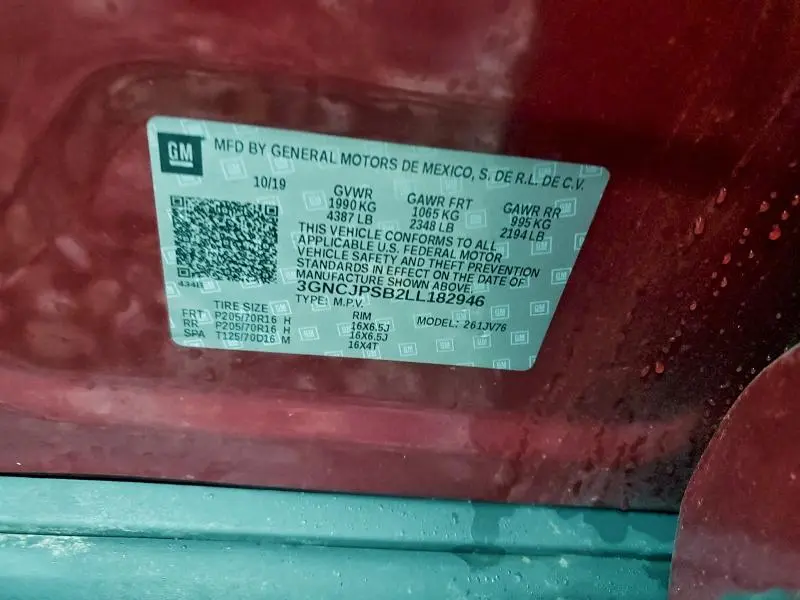 GM MFD BY GENERAL MOTORS DE MEXICO, S. DE R.L. DE C.V.
10/19 GVWR GAWR FRT GAWR RR
1990 KG 1065 KG 995 KG
4387 LB 2348 LB 2194 LB
THIS VEHICLE CONFORMS TO ALL
APPLICABLE U.S. FEDERAL MOTOR
VEHICLE SAFETY AND THEFT PREVENTION
STANDARDS IN EFFECT ON THE DATE OF
MANUFACTURE SHOWN ABOVE.
434B
3GNCJPSB2LL182946
TYPE: M.P.V.
TIRE SIZE RIM MODEL: 261JV76
FRT P205/70R16 H 16X6.5J
RR P205/70R16 H 16X6.5J
SPA T125/70D16 M 16X4T